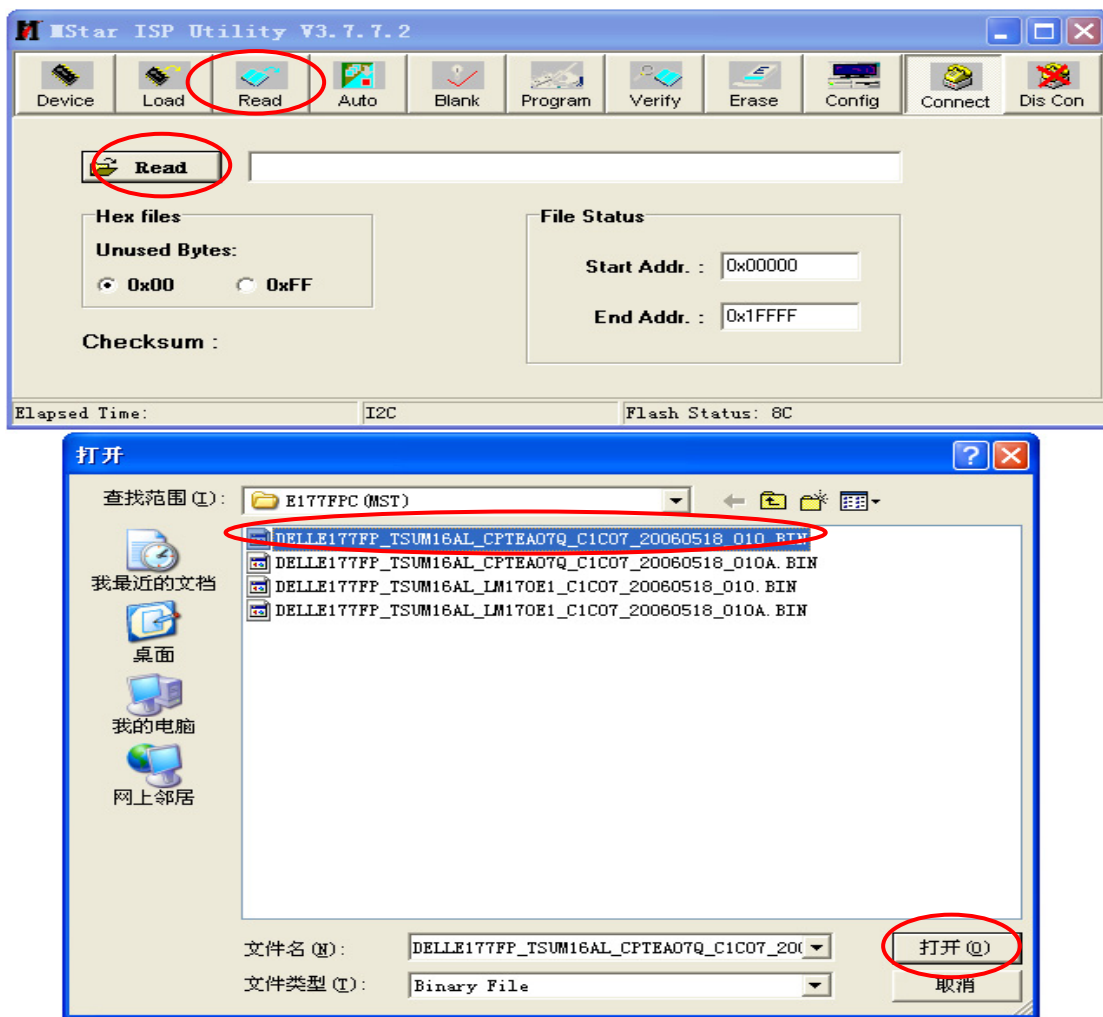 MStar ISP Utility V3.7.7.2
Device Load Read Auto Blank Program Verify Erase Config Connect Dis Con
Read
Hex files
Unused Bytes:
0x00 0xFF
Checksum :
File Status
Start Addr. : 0x00000
End Addr. : 0x1FFFF
Elapsed Time: I2C Flash Status: 8C
打开
查找范围(I): E177FPC(MST)
DELLE177FP_TSUM16AL_CPTEA07Q_C1C07_20060518_010.BIN
DELLE177FP_TSUM16AL_CPTEA07Q_C1C07_20060518_010A.BIN
DELLE177FP_TSUM16AL_LM170E1_C1C07_20060518_010.BIN
DELLE177FP_TSUM16AL_LM170E1_C1C07_20060518_010A.BIN
我最近的文档
桌面
我的电脑
网上邻居
文件名(N): DELLE177FP_TSUM16AL_CPTEA07Q_C1C07_200 打开(O)
文件类型(T): Binary File 取消